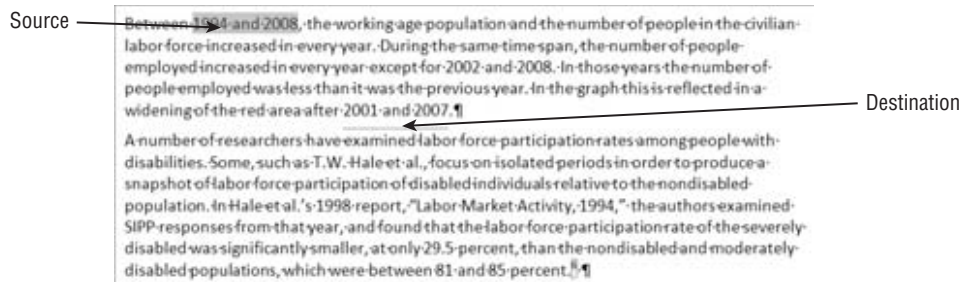 Source
Between 1994 and 2008, the working age population and the number of people in the civilian
labor force increased in every year. During the same time span, the number of people
employed increased in every year except for 2002 and 2008. In those years the number of
people employed was less than it was the previous year. In the graph this is reflected in a
widening of the red area after 2001 and 2007.¶
Destination
A number of researchers have examined labor force participation rates among people with
disabilities. Some, such as T.W. Hale et al., focus on isolated periods in order to produce a
snapshot of labor force participation of disabled individuals relative to the nondisabled
population. In Hale et al.'s 1998 report, "Labor Market Activity, 1994," the authors examined
SIPP responses from that year, and found that the labor force participation rate of the severely
disabled was significantly smaller, at only 29.5 percent, than the nondisabled and moderately
disabled populations, which were between 81 and 85 percent.¶